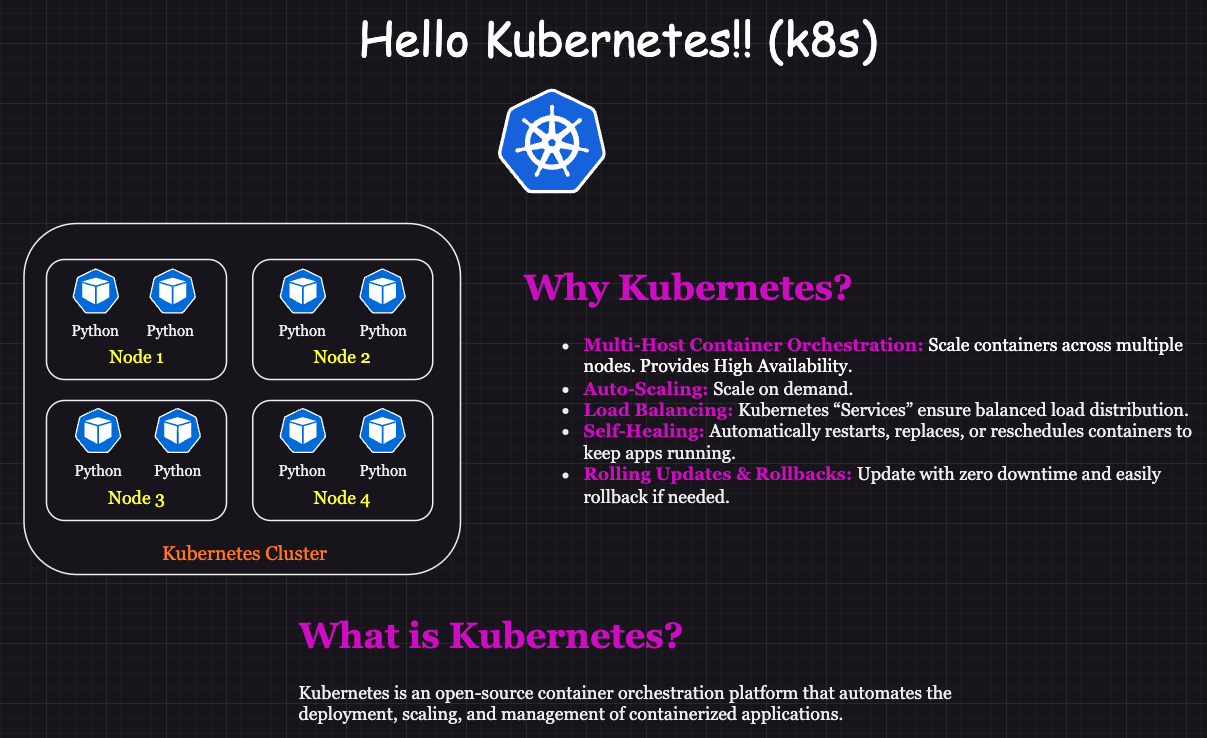 Hello Kubernetes!! (k8s)
Python Python
Node 1
Python Python
Node 2
Python Python
Node 3
Python Python
Node 4
Kubernetes Cluster
Why Kubernetes?
• Multi-Host Container Orchestration: Scale containers across multiple
nodes. Provides High Availability.
• Auto-Scaling: Scale on demand.
• Load Balancing: Kubernetes “Services” ensure balanced load distribution.
• Self-Healing: Automatically restarts, replaces, or reschedules containers to
keep apps running.
• Rolling Updates & Rollbacks: Update with zero downtime and easily
rollback if needed.
What is Kubernetes?
Kubernetes is an open-source container orchestration platform that automates the
deployment, scaling, and management of containerized applications.